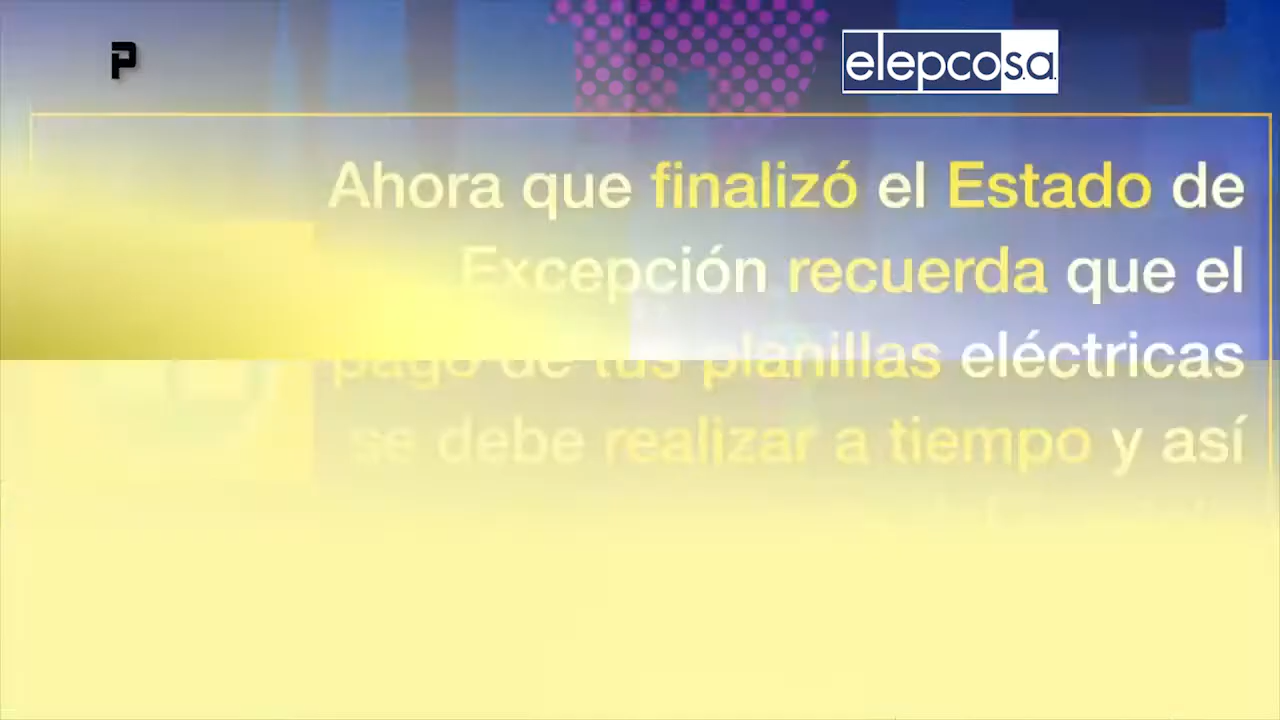 P
elepcos.a.
Ahora que finalizó el Estado de
Excepción recuerda que el
pago de tus planillas eléctricas
se debe realizar a tiempo y así